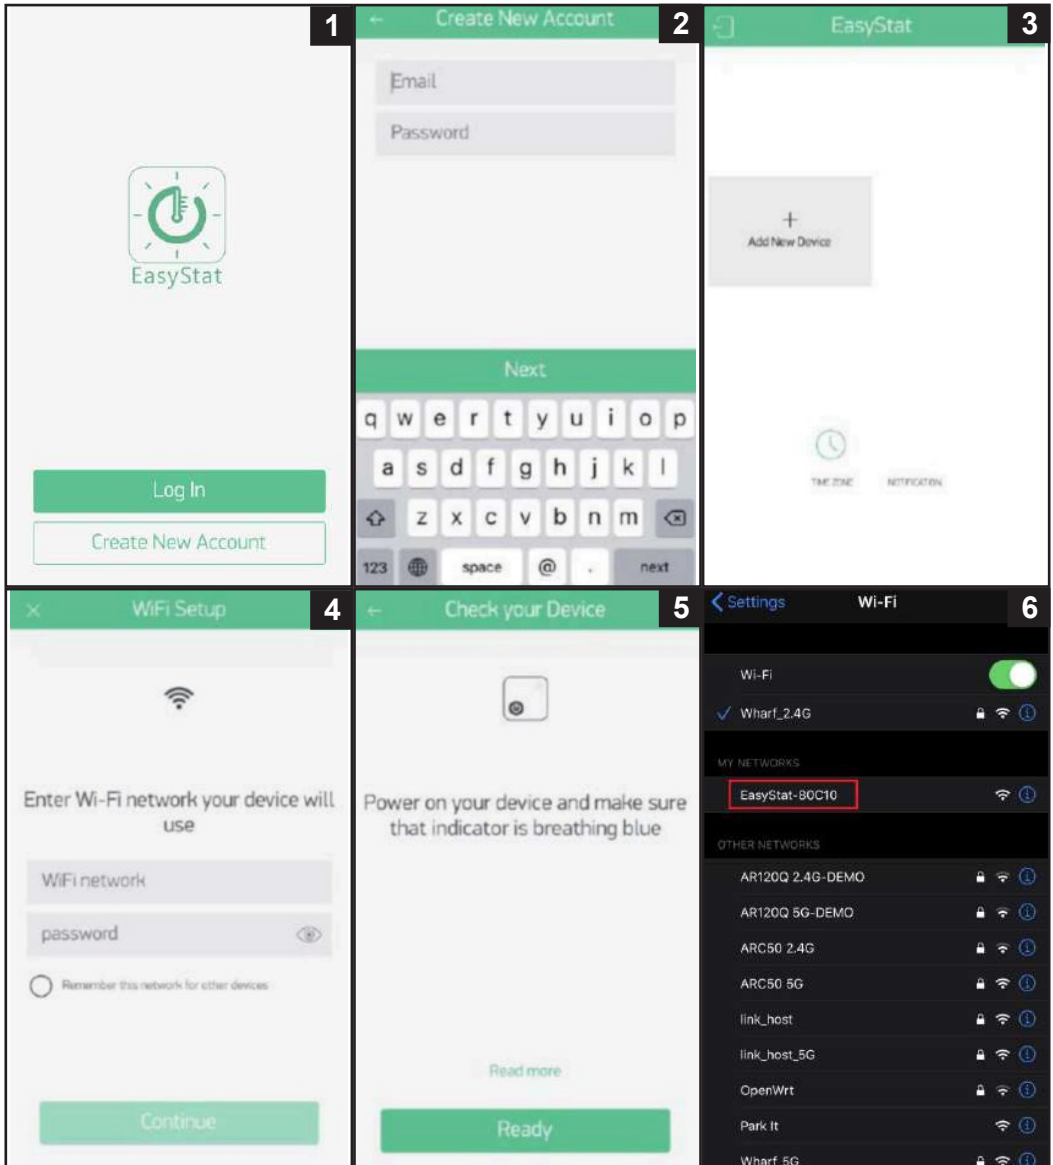 1
EasyStat
Log In
Create New Account
2
Create New Account
Email
Password
Next
q w e r t y u i o p
a s d f g h j k l
z x c v b n m
123 space @ . next
3
EasyStat
+
Add New Device
TIME ZONE NOTIFICATION
4
WiFi Setup
Enter Wi-Fi network your device will
use
WiFi network
password
Remember this network for other devices
Continue
5
Check your Device
Power on your device and make sure
that indicator is breathing blue
Read more
Ready
6
Settings Wi-Fi
Wi-Fi
Wharf_2.4G
MY NETWORKS
EasyStat-80C10
OTHER NETWORKS
AR120Q 2.4G-DEMO
AR120Q 5G-DEMO
ARC50 2.4G
ARC50 5G
link_host
link_host_5G
OpenWrt
Park It
Wharf_5G